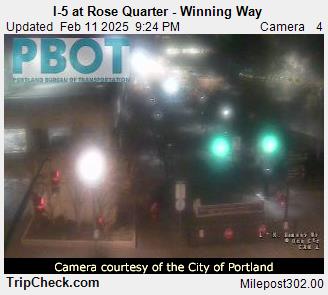 I-5 at Rose Quarter - Winning Way
Updated Feb 11 2025 9:24 PM Camera 4
PBOT
PORTLAND BUREAU OF TRANSPORTATION
Camera courtesy of the City of Portland
TripCheck.com Milepost302.00